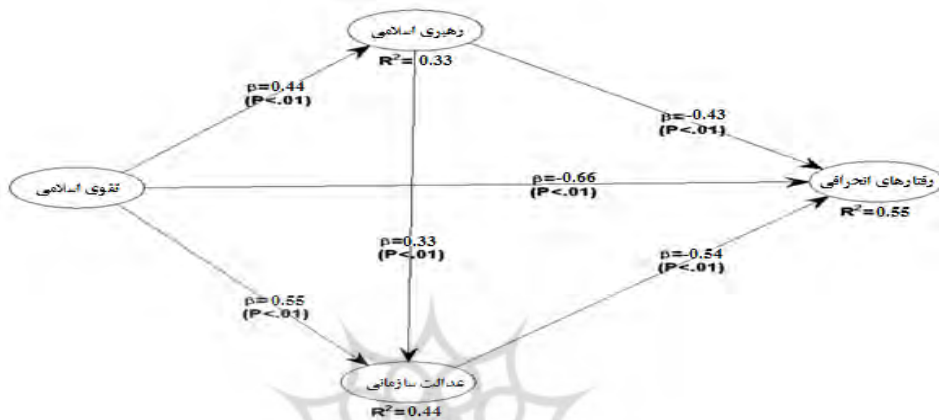 رهبری اسلامی
R²= 0.33
β=0.44
(P<.01)
β=-0.43
(P<.01)
تقوی اسلامی
β=-0.66
(P<.01)
رفتارهای انحرافی
R²=0.55
β=0.33
(P<.01)
β=-0.54
(P<.01)
β=0.55
(P<.01)
عدالت سازمانی
R²=0.44